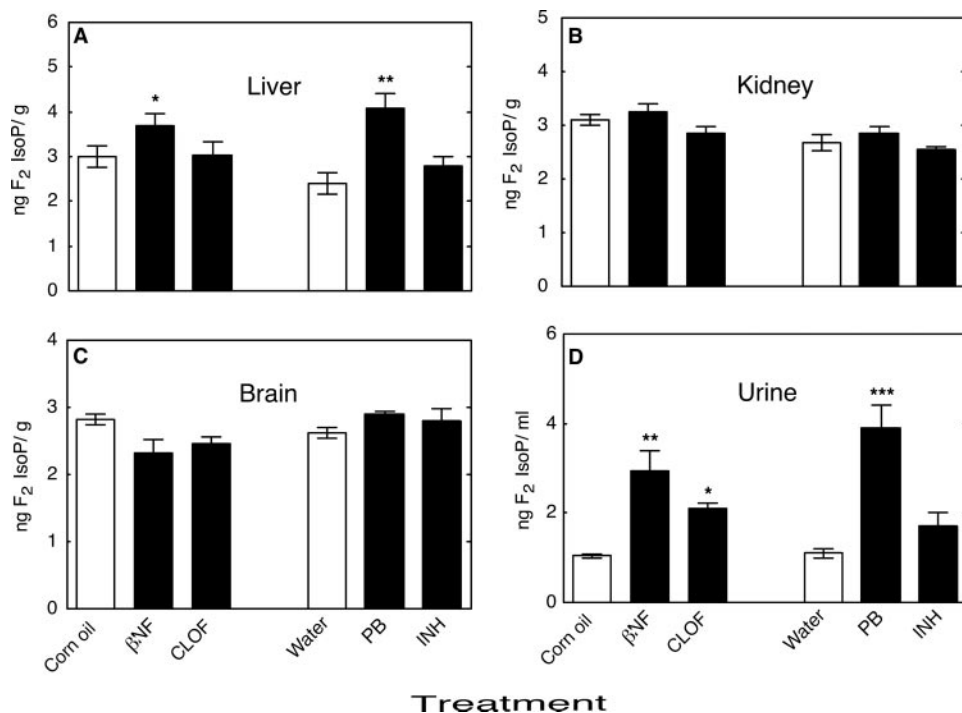 A
Liver
ng F₂ IsoP/ g
6
5
4
3
2
1
0
*
**
B
Kidney
ng F₂ IsoP/ g
5
4
3
2
1
0
C
Brain
ng F₂ IsoP/ g
4
3
2
1
0
Corn oil
βNF
CLOF
Water
PB
INH
D
Urine
ng F₂ IsoP/ ml
6
4
2
0
**
*
***
Corn oil
βNF
CLOF
Water
PB
INH
Treatment